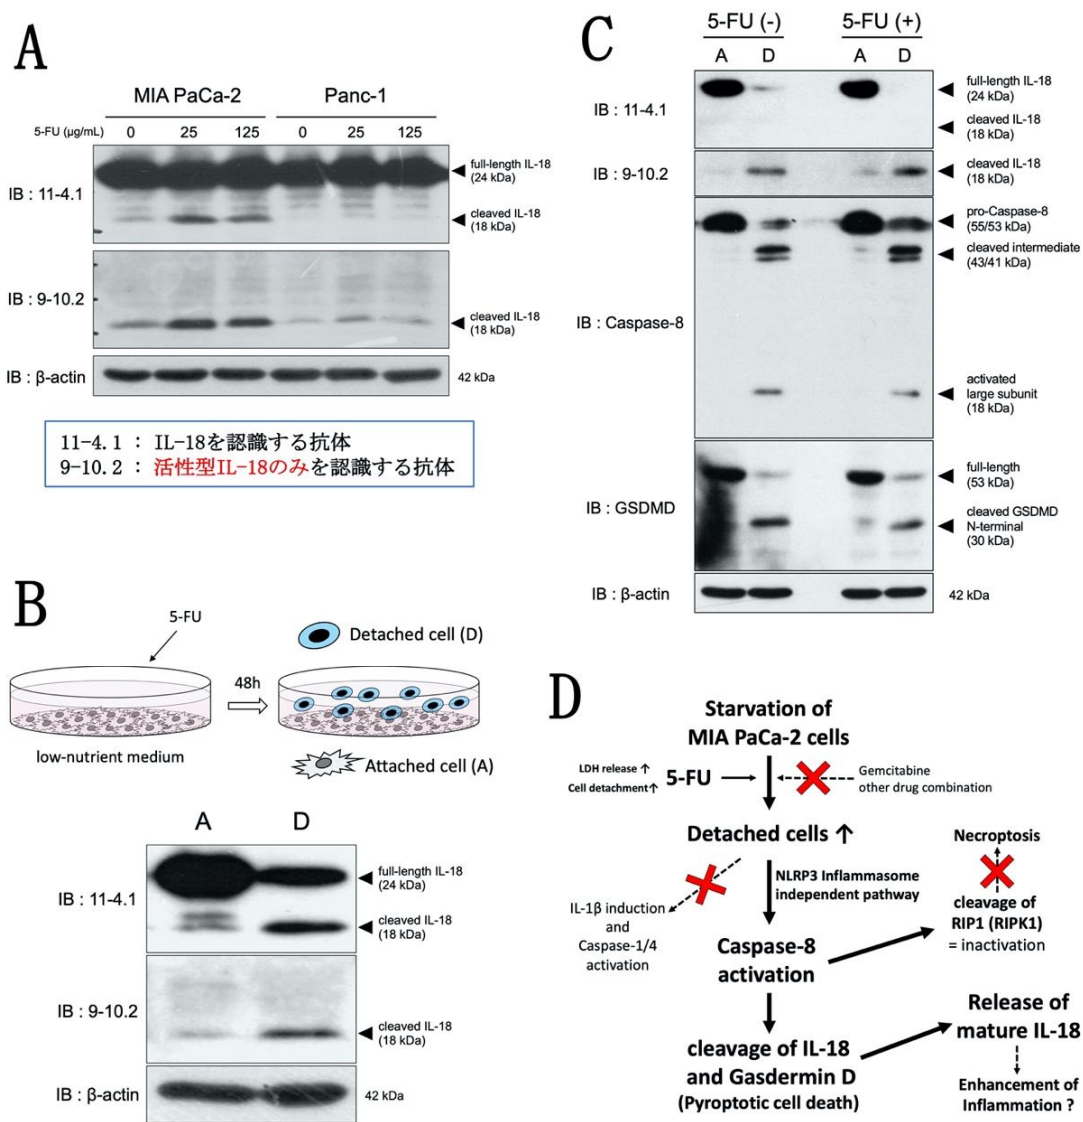 A
MIA PaCa-2 Panc-1
5-FU (μg/mL) 0 25 125 0 25 125
IB : 11-4.1
full-length IL-18
(24 kDa)
cleaved IL-18
(18 kDa)
IB : 9-10.2
cleaved IL-18
(18 kDa)
IB : β-actin
42 kDa
11-4.1 : IL-18を認識する抗体
9-10.2 : 活性型IL-18のみを認識する抗体
B
5-FU
48h
low-nutrient medium
Detached cell (D)
Attached cell (A)
A D
IB : 11-4.1
full-length IL-18
(24 kDa)
cleaved IL-18
(18 kDa)
IB : 9-10.2
cleaved IL-18
(18 kDa)
IB : β-actin
42 kDa
C
5-FU (-) 5-FU (+)
A D A D
IB : 11-4.1
full-length IL-18
(24 kDa)
cleaved IL-18
(18 kDa)
IB : 9-10.2
cleaved IL-18
(18 kDa)
IB : Caspase-8
pro-Caspase-8
(55/53 kDa)
cleaved intermediate
(43/41 kDa)
activated
large subunit
(18 kDa)
IB : GSDMD
full-length
(53 kDa)
cleaved GSDMD
N-terminal
(30 kDa)
IB : β-actin
42 kDa
D
Starvation of
MIA PaCa-2 cells
LDH release ↑
Cell detachment↑
5-FU
Gemcitabine
other drug combination
Detached cells ↑
NLRP3 Inflammasome
independent pathway
IL-1β induction
and
Caspase-1/4
activation
Necroptosis
cleavage of
RIP1 (RIPK1)
= inactivation
Caspase-8
activation
cleavage of IL-18
and Gasdermin D
(Pyroptotic cell death)
Release of
mature IL-18
Enhancement of
Inflammation ?